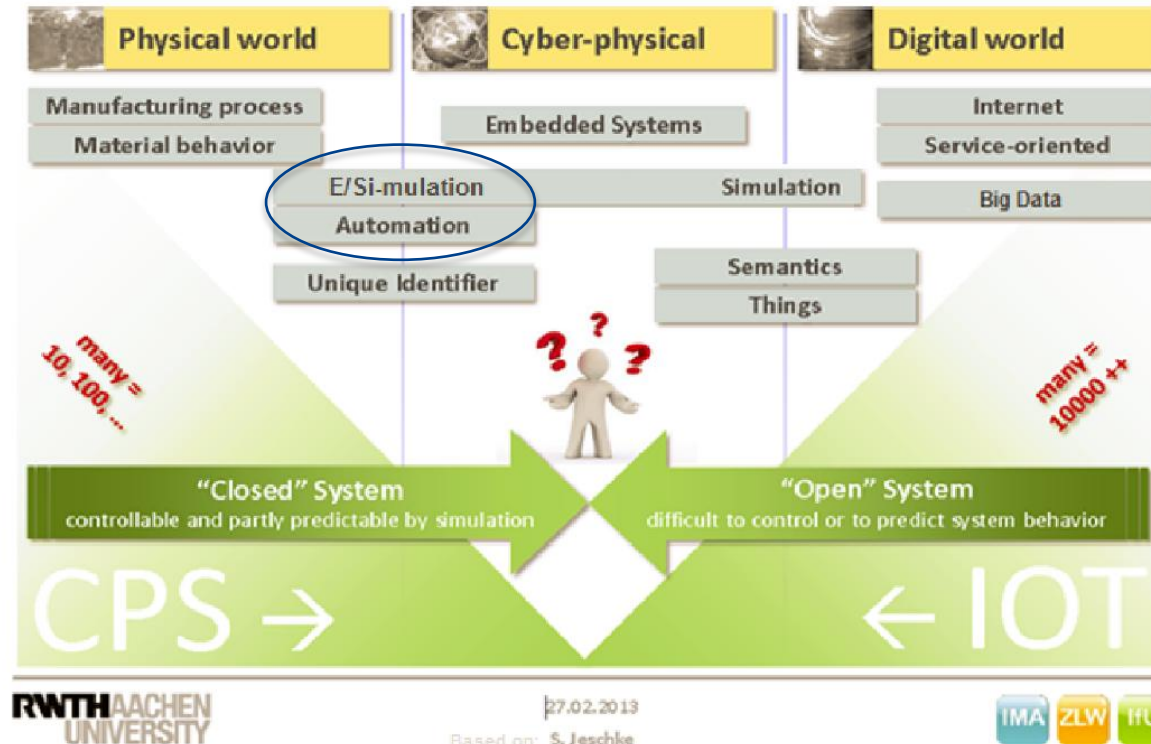 Physical world
Cyber-physical
Digital world
Manufacturing process
Material behavior
Embedded Systems
Internet
Service-oriented
E/Si-mulation
Simulation
Big Data
Automation
Unique Identifier
Semantics
Things
many =
10, 100, ...
? ? ?
many =
10000 ++
"Closed" System
controllable and partly predictable by simulation
"Open" System
difficult to control or to predict system behavior
CPS →
← IOT
RWTHAACHEN
UNIVERSITY
27.02.2013
Based on: S. Jeschke
IMA ZLW IfU